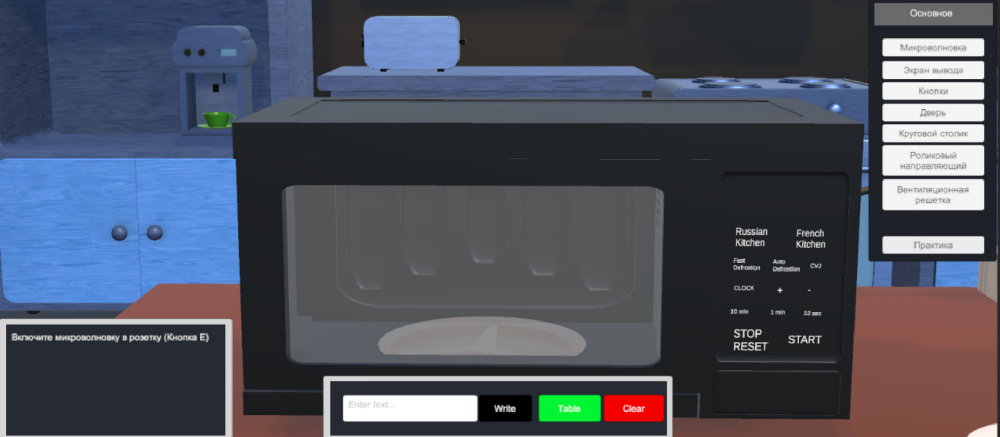 Основное
Микроволновка
Экран вывода
Кнопки
Дверь
Круговой столик
Роликовый
направляющий
Вентиляционная
решетка
Практика
Russian
Kitchen
French
Kitchen
Fast
Defrostion
Auto
Defrostion
CVJ
CLOCK
+
-
10 min
1 min
10 sec
STOP
RESET
START
Включите микроволновку в розетку (Кнопка E)
Enter text...
Write
Table
Clear